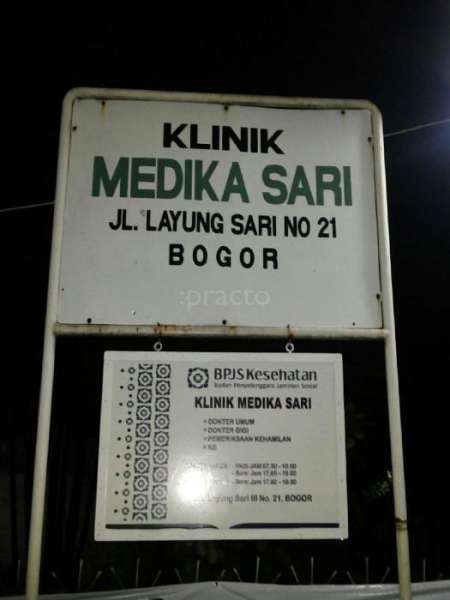 KLINIK
MEDIKA SARI
JL. LAYUNG SARI NO 21
BOGOR
:practo
BPJS Kesehatan
Badan Penyelenggara Jaminan Sosial
KLINIK MEDIKA SARI
DOKTER UMUM
DOKTER GIGI
PEMERIKSAAN KEHAMILAN
KB
Layung Sari III No. 21, BOGOR